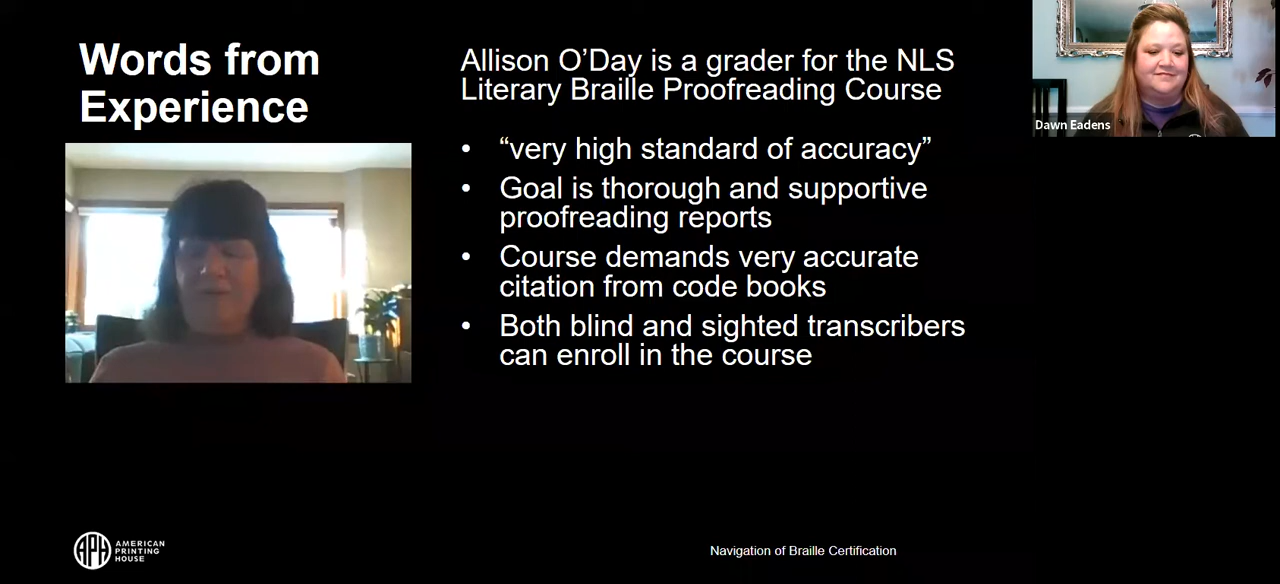 Words from
Experience
Allison O’Day is a grader for the NLS
Literary Braille Proofreading Course
• “very high standard of accuracy”
• Goal is thorough and supportive
proofreading reports
• Course demands very accurate
citation from code books
• Both blind and sighted transcribers
can enroll in the course
Dawn Eadens
APH
AMERICAN
PRINTING
HOUSE
Navigation of Braille Certification